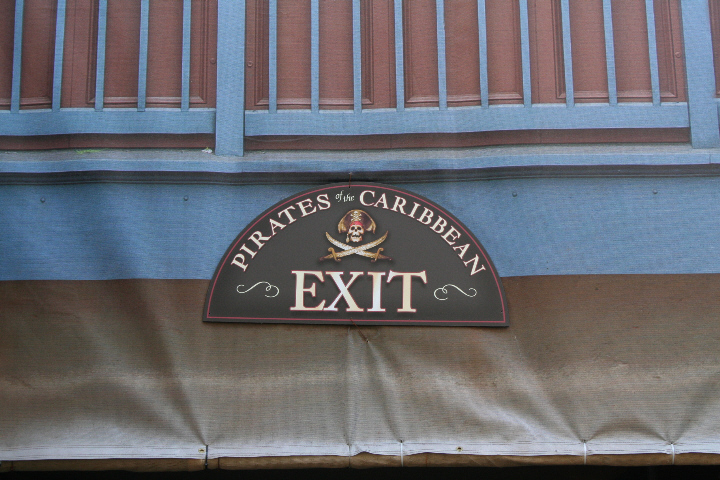 PIRATES of the CARIBBEAN
EXIT